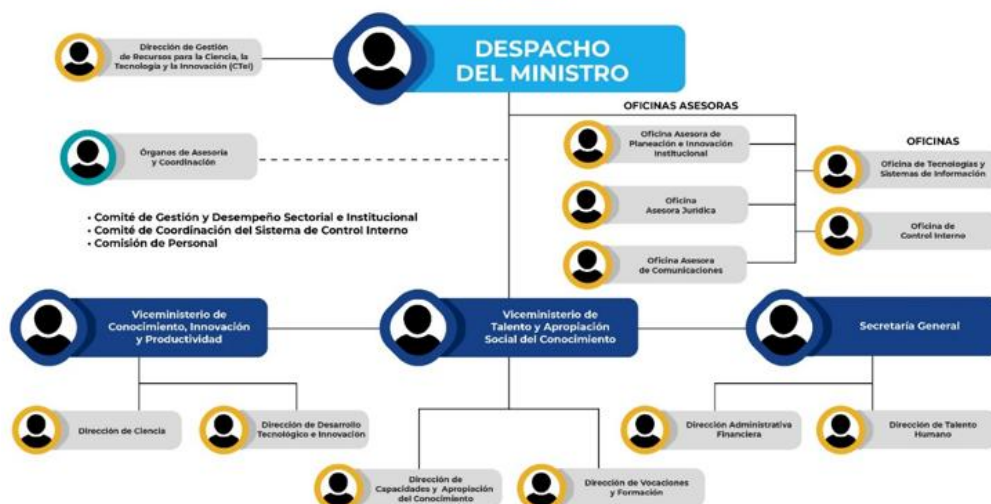 DESPACHO
DEL MINISTRO
Dirección de Gestión
de Recursos para la Ciencia, la
Tecnología y la Innovación (CTeI)
OFICINAS ASESORAS
Oficina Asesora de
Planeación e Innovación
Institucional
OFICINAS
Oficina de Tecnologías y
Sistemas de Información
Órganos de Asesoría
y Coordinación
Oficina
Asesora Jurídica
• Comité de Gestión y Desempeño Sectorial e Institucional
• Comité de Coordinación del Sistema de Control Interno
• Comisión de Personal
Oficina de
Control Interno
Oficina Asesora
de Comunicaciones
Viceministerio de
Conocimiento, Innovación
y Productividad
Viceministerio de
Talento y Apropiación
Social del Conocimiento
Secretaría General
Dirección de Ciencia
Dirección de Desarrollo
Tecnológico e Innovación
Dirección Administrativa
Financiera
Dirección de Talento
Humano
Dirección de
Capacidades y Apropiación
del Conocimiento
Dirección de Vocaciones
y Formación